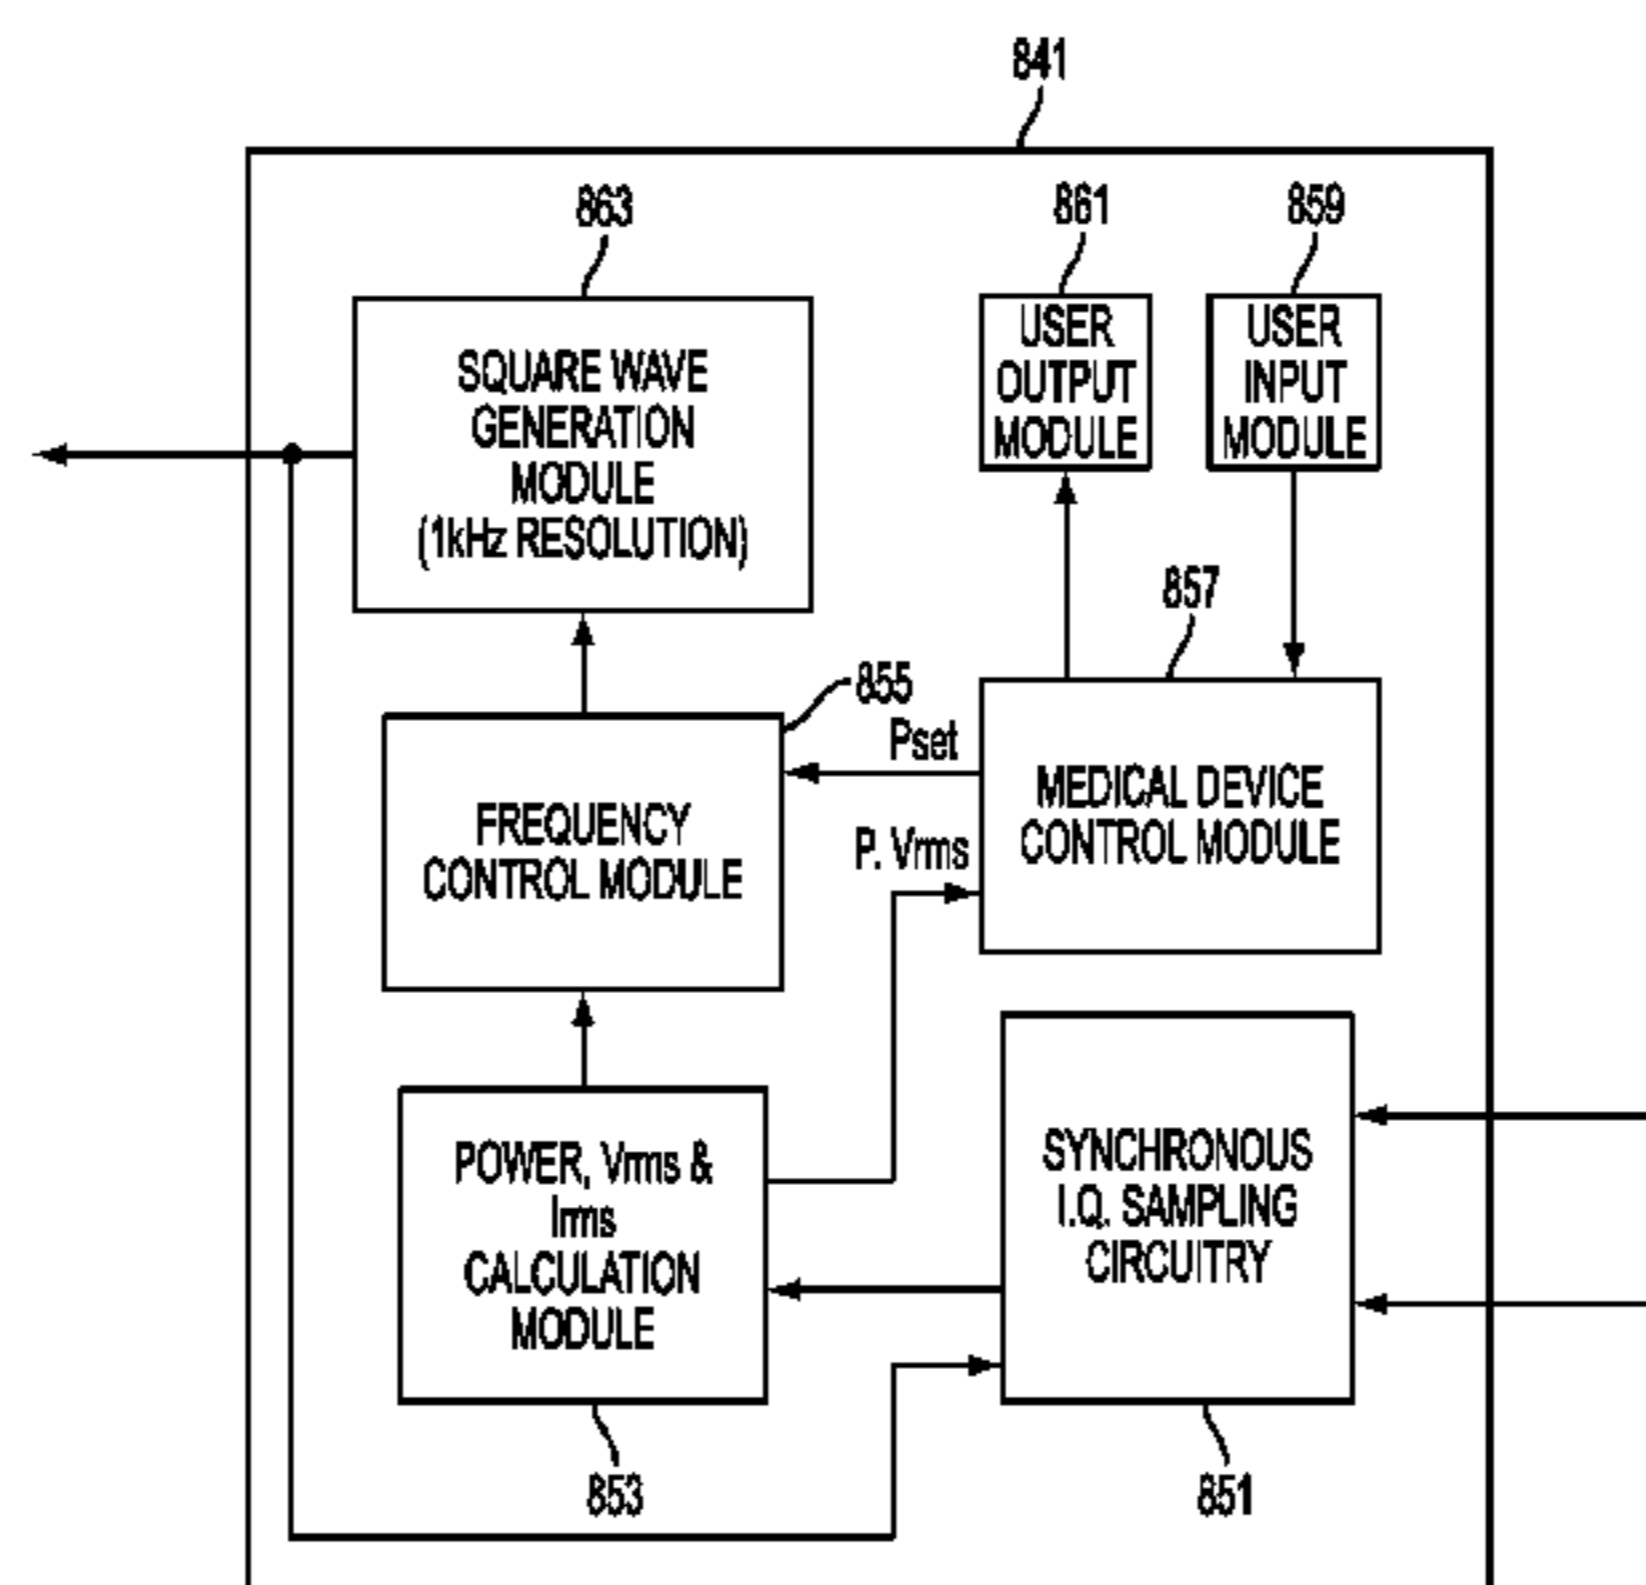 841
863
861
859
SQUARE WAVE
GENERATION
MODULE
(1kHz RESOLUTION)
USER
OUTPUT
MODULE
USER
INPUT
MODULE
857
855
Pset
P. Vrms
FREQUENCY
CONTROL MODULE
MEDICAL DEVICE
CONTROL MODULE
POWER, Vrms &
Irms
CALCULATION
MODULE
SYNCHRONOUS
I.Q. SAMPLING
CIRCUITRY
853
851